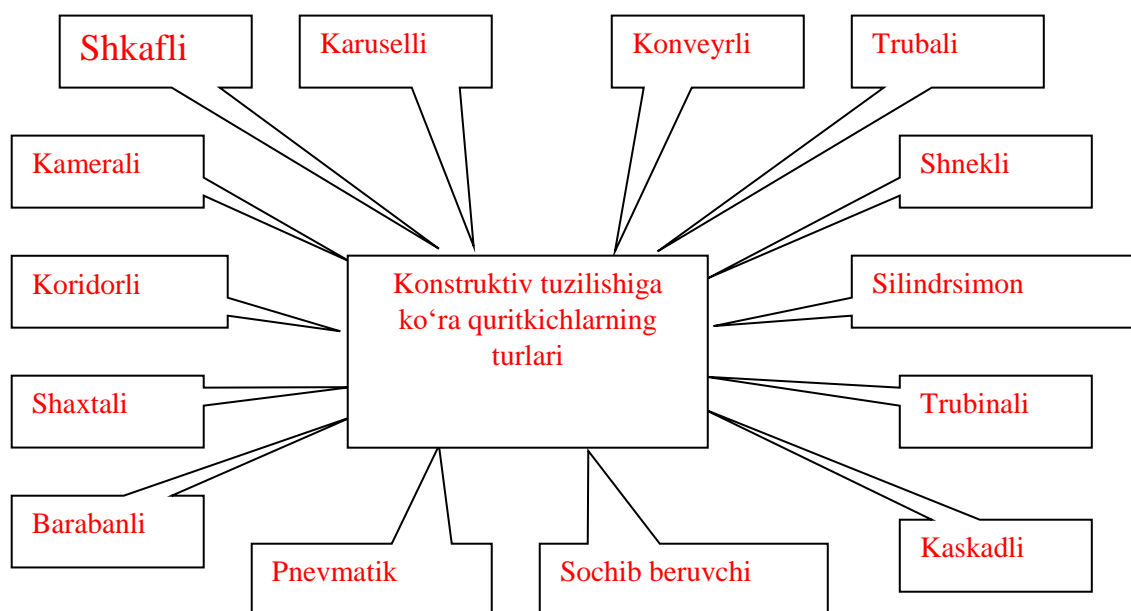 Shkafli
Karuselli
Konveyrli
Trubali
Kamerali
Shnekli
Koridorli
Konstruktiv tuzilishiga
ko‘ra quritkichlarning
turlari
Silindrsimon
Shaxtali
Trubinali
Barabanli
Pnevmatik
Sochib beruvchi
Kaskadli